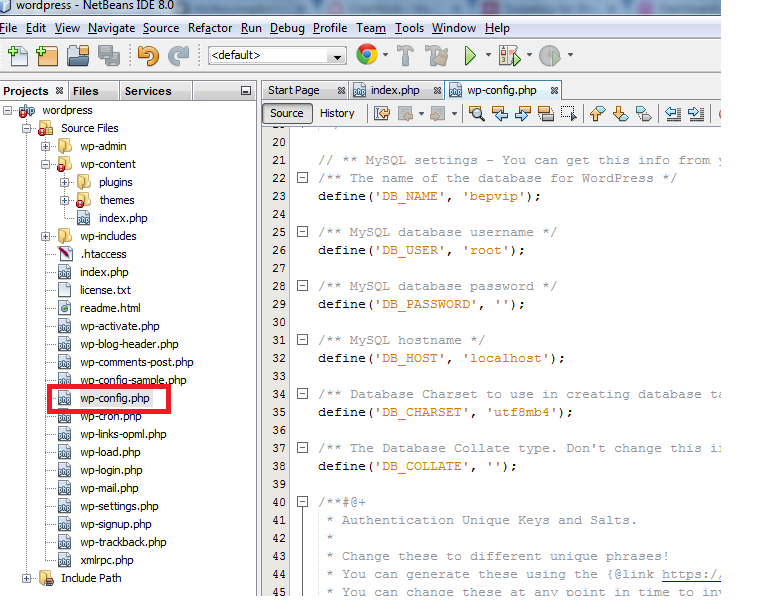 wordpress - NetBeans IDE 8.0
File Edit View Navigate Source Refactor Run Debug Profile Team Tools Window Help
<default>
Projects Files Services
Start Page index.php wp-config.php
Source History
wordpress
Source Files
wp-admin
wp-content
plugins
themes
index.php
wp-includes
.htaccess
index.php
license.txt
readme.html
wp-activate.php
wp-blog-header.php
wp-comments-post.php
wp-config-sample.php
wp-config.php
wp-cron.php
wp-links-opml.php
wp-load.php
wp-login.php
wp-mail.php
wp-settings.php
wp-signup.php
wp-trackback.php
xmlrpc.php
Include Path
20
21 // ** MySQL settings - You can get this info from
22 /** The name of the database for WordPress */
23 define('DB_NAME', 'bepvip');
24
25 /** MySQL database username */
26 define('DB_USER', 'root');
27
28 /** MySQL database password */
29 define('DB_PASSWORD', '');
30
31 /** MySQL hostname */
32 define('DB_HOST', 'localhost');
33
34 /** Database Charset to use in creating database ta
35 define('DB_CHARSET', 'utf8mb4');
36
37 /** The Database Collate type. Don't change this i
38 define('DB_COLLATE', '');
39
40 /**#@+
41 * Authentication Unique Keys and Salts.
42 *
43 * Change these to different unique phrases!
44 * You can generate these using the {@link https:/
45 * You can change these at any point in time to in